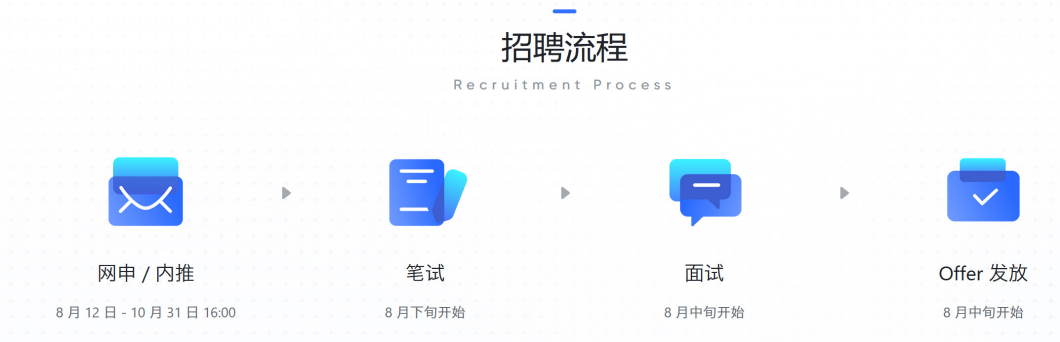 招聘流程
Recruitment Process
网申 / 内推
8 月 12 日 - 10 月 31 日 16:00
笔试
8 月下旬开始
面试
8 月中旬开始
Offer 发放
8 月中旬开始